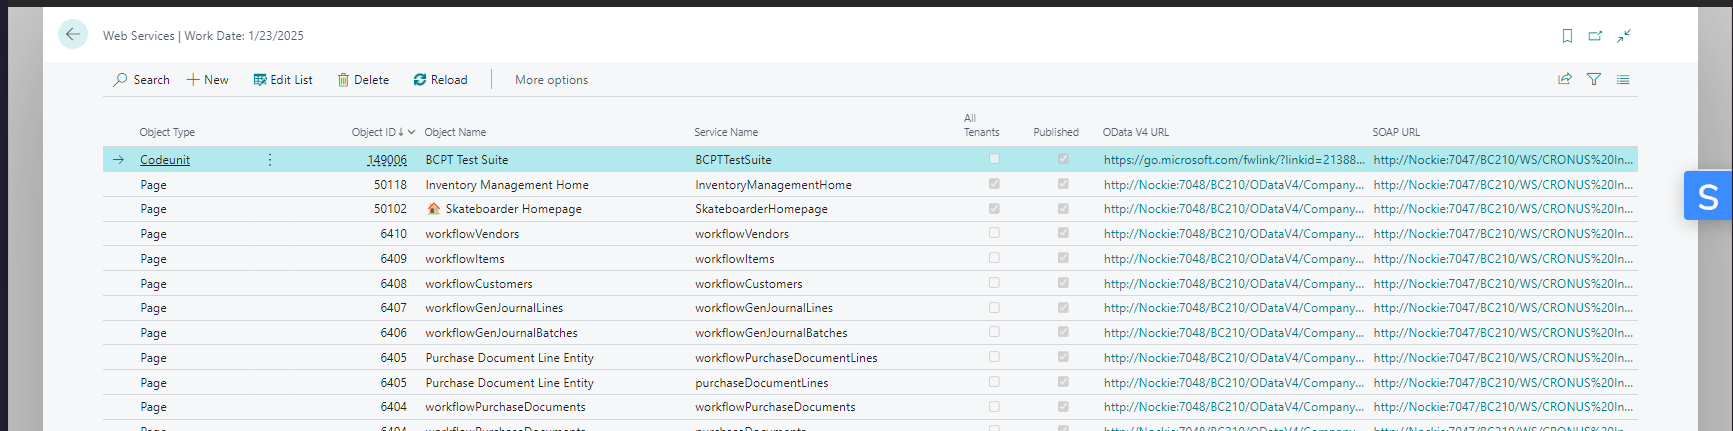 Web Services | Work Date: 1/23/2025
Search New Edit List Delete Reload More options
Object Type Object ID↓ Object Name Service Name All Tenants Published OData V4 URL SOAP URL
Codeunit 149006 BCPT Test Suite BCPTTestSuite https://go.microsoft.com/fwlink/?linkid=21388... http://Nockie:7047/BC210/WS/CRONUS%20In...
Page 50118 Inventory Management Home InventoryManagementHome http://Nockie:7048/BC210/ODataV4/Company... http://Nockie:7047/BC210/WS/CRONUS%20In...
Page 50102 🏠 Skateboarder Homepage SkateboarderHomepage http://Nockie:7048/BC210/ODataV4/Company... http://Nockie:7047/BC210/WS/CRONUS%20In...
Page 6410 workflowVendors workflowVendors http://Nockie:7048/BC210/ODataV4/Company... http://Nockie:7047/BC210/WS/CRONUS%20In...
Page 6409 workflowItems workflowItems http://Nockie:7048/BC210/ODataV4/Company... http://Nockie:7047/BC210/WS/CRONUS%20In...
Page 6408 workflowCustomers workflowCustomers http://Nockie:7048/BC210/ODataV4/Company... http://Nockie:7047/BC210/WS/CRONUS%20In...
Page 6407 workflowGenJournalLines workflowGenJournalLines http://Nockie:7048/BC210/ODataV4/Company... http://Nockie:7047/BC210/WS/CRONUS%20In...
Page 6406 workflowGenJournalBatches workflowGenJournalBatches http://Nockie:7048/BC210/ODataV4/Company... http://Nockie:7047/BC210/WS/CRONUS%20In...
Page 6405 Purchase Document Line Entity workflowPurchaseDocumentLines http://Nockie:7048/BC210/ODataV4/Company... http://Nockie:7047/BC210/WS/CRONUS%20In...
Page 6405 Purchase Document Line Entity purchaseDocumentLines http://Nockie:7048/BC210/ODataV4/Company... http://Nockie:7047/BC210/WS/CRONUS%20In...
Page 6404 workflowPurchaseDocuments workflowPurchaseDocuments http://Nockie:7048/BC210/ODataV4/Company... http://Nockie:7047/BC210/WS/CRONUS%20In...
S